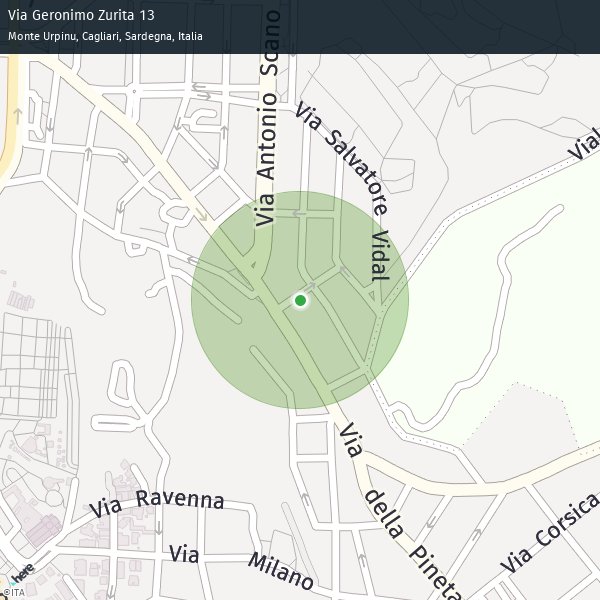 Via Geronimo Zurita 13
Monte Urpinu, Cagliari, Sardegna, Italia
Via Antonio Scano
Via Salvatore Vidal
Via Ravenna
Via Milano
Via della Pineta
Via Corsica
here
©ITA